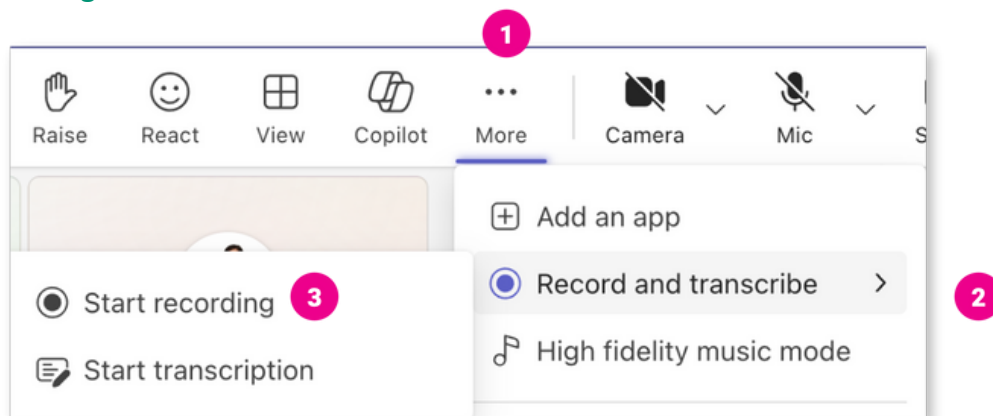 1
Raise React View Copilot More Camera Mic
Add an app
Record and transcribe 2
High fidelity music mode
Start recording 3
Start transcription